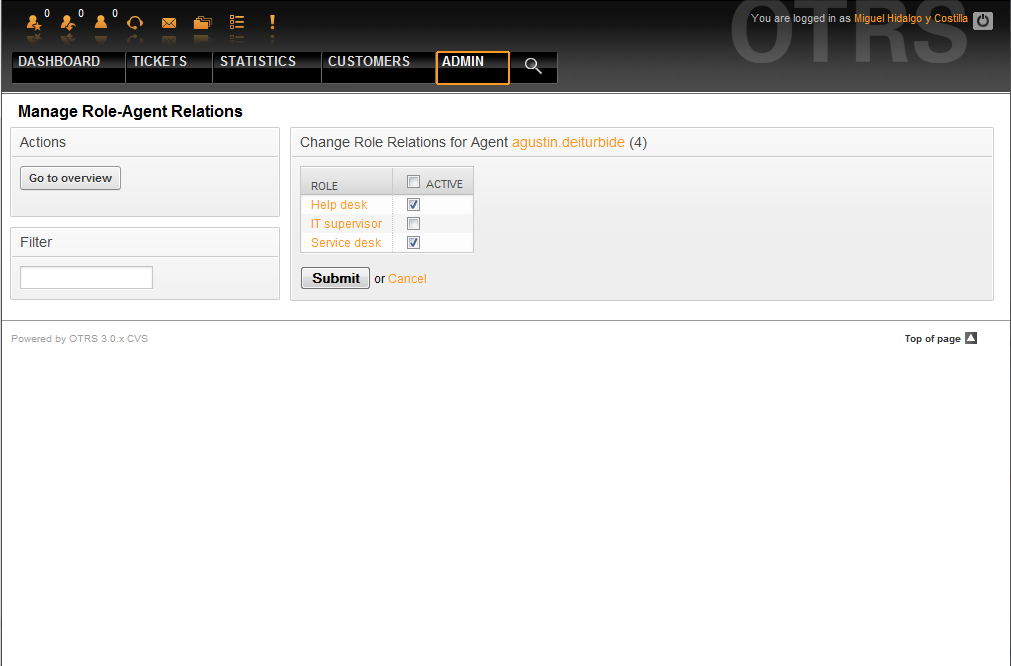 0 0 0
You are logged in as Miguel Hidalgo y Costilla
OTRS
DASHBOARD TICKETS STATISTICS CUSTOMERS ADMIN
Manage Role-Agent Relations
Actions
Go to overview
Filter
Change Role Relations for Agent agustin.deiturbide (4)
ROLE ACTIVE
Help desk
IT supervisor
Service desk
Submit or Cancel
Powered by OTRS 3.0.x CVS
Top of page